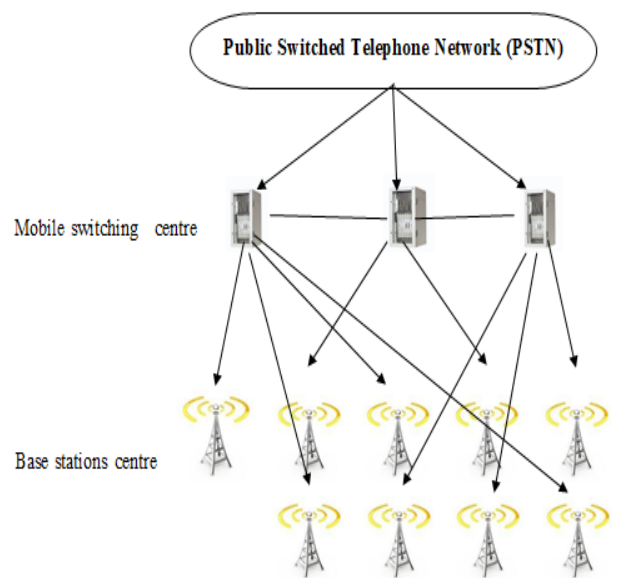 Public Switched Telephone Network (PSTN)
Mobile switching centre
Base stations centre